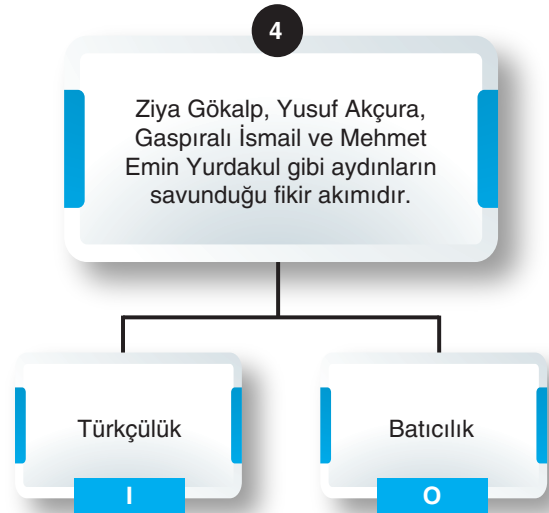 4
Ziya Gökalp, Yusuf Akçura,
Gaspıralı İsmail ve Mehmet
Emin Yurdakul gibi aydınların
savunduğu fikir akımıdır.
Türkçülük
Batıcılık
I
O